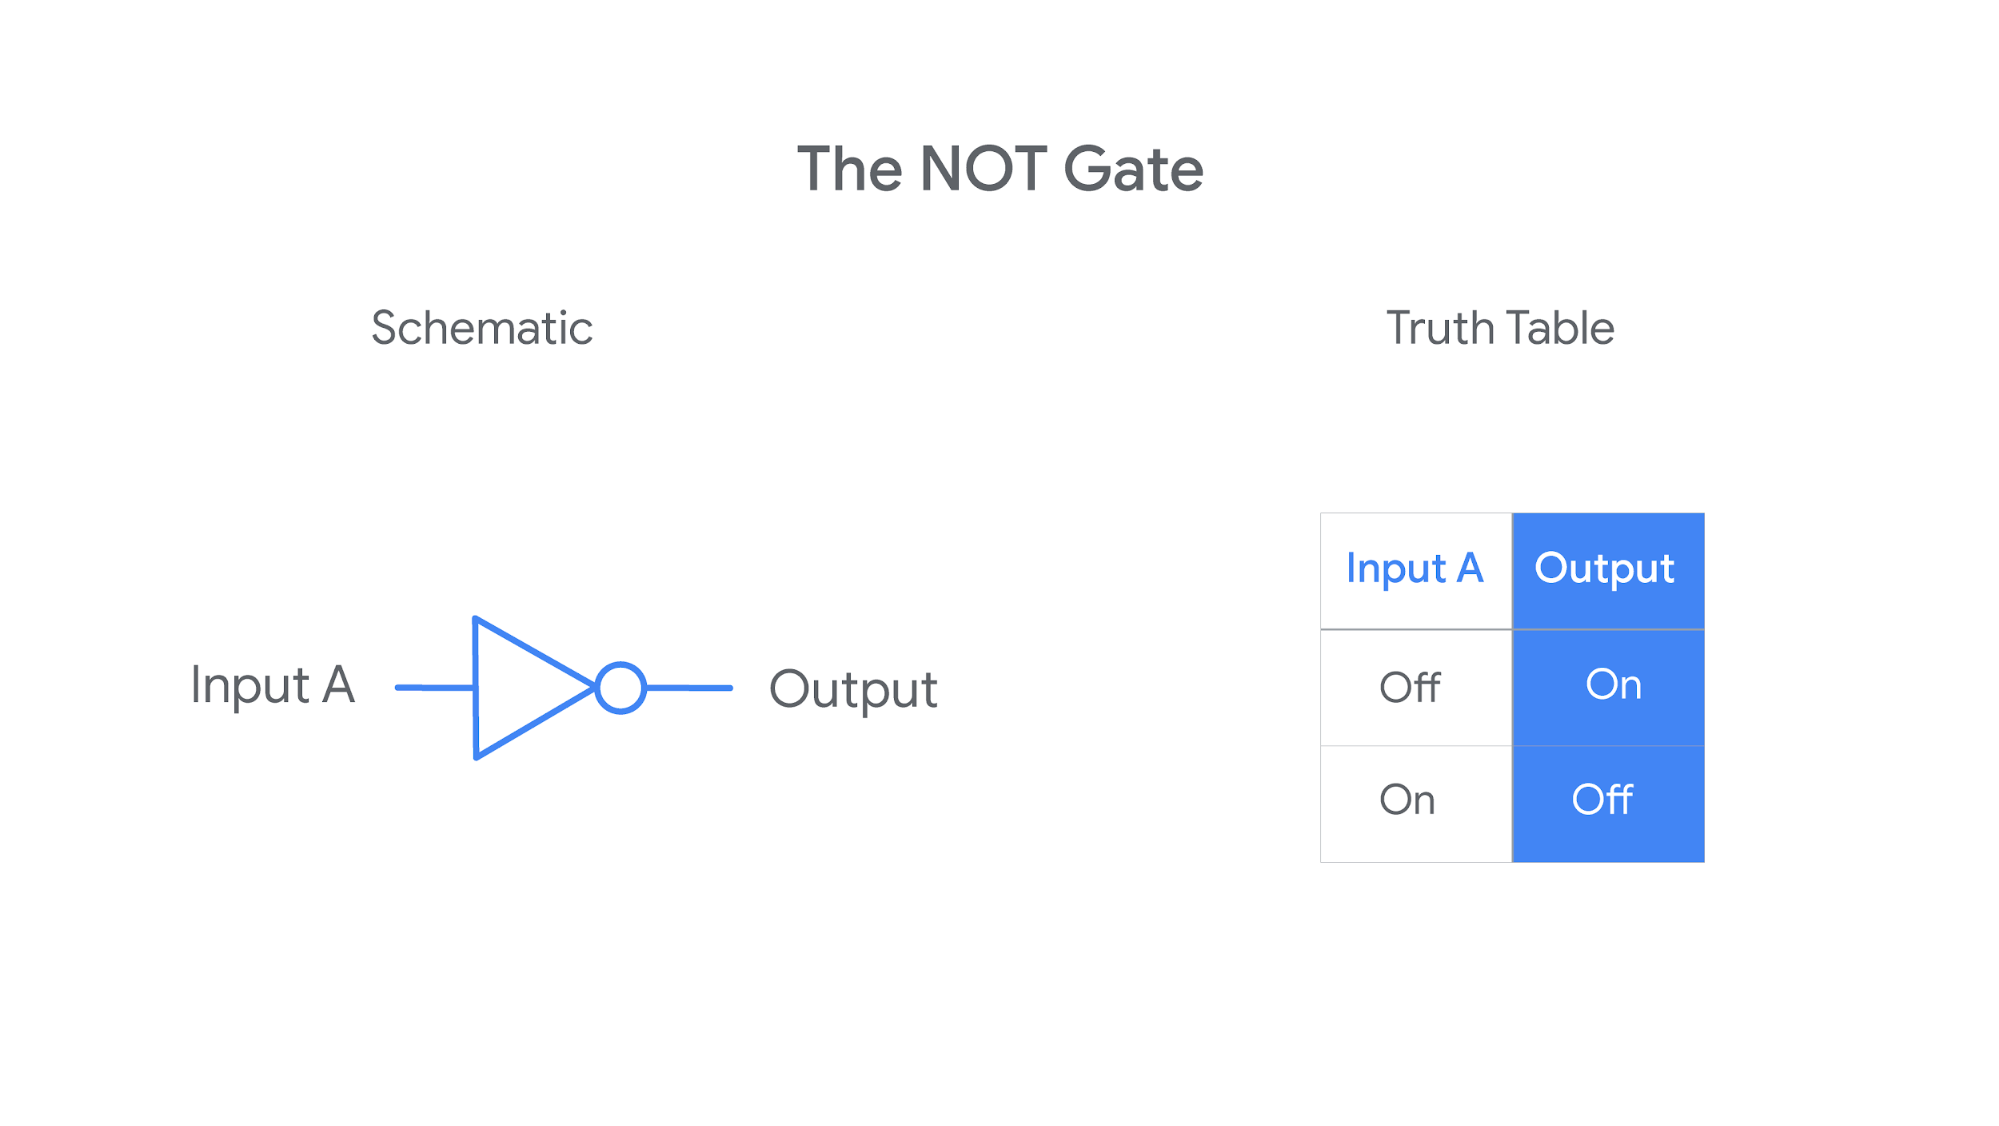 The NOT Gate
Schematic
Truth Table
Input A
Output
Input A Output
Off On
On Off